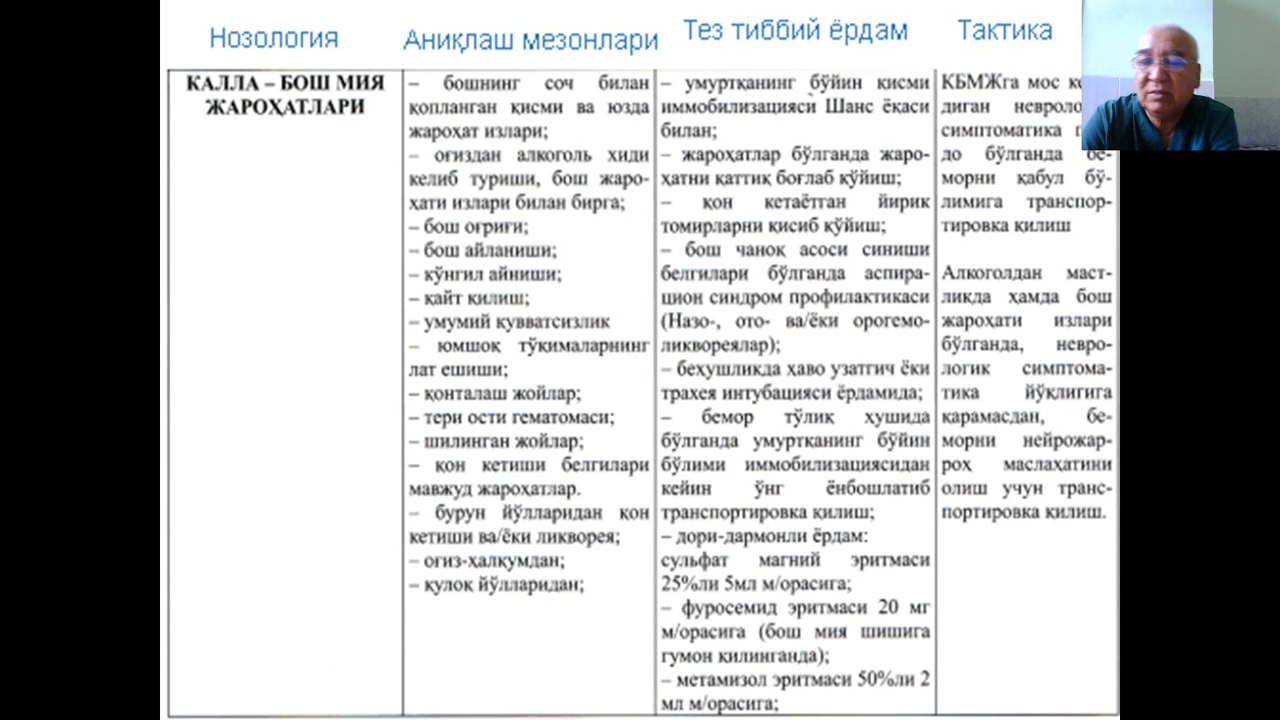 Нозология
Аниқлаш мезонлари
Тез тиббий ёрдам
Тактика
КАЛЛА – БОШ МИЯ
ЖАРОҲАТЛАРИ
– бошнинг соч билан
қопланган қисми ва юзда
жароҳат излари;
– оғиздан алкоголь хиди
келиб туриши, бош жаро-
ҳати излари билан бирга;
– бош оғриғи;
– бош айланиши;
– кўнгил айниши;
– қайт қилиш;
– умумий қувватсизлик
– юмшоқ тўқималарнинг
лат ешиши;
– қонталаш жойлар;
– тери ости гематомаси;
– шилинган жойлар;
– қон кетиши белгилари
мавжуд жароҳатлар.
– бурун йўлларидан қон
кетиши ва/ёки ликворея;
– оғиз-ҳалқумдан;
– қулоқ йўлларидан;
– умуртқанинг бўйин қисми
иммобилизацияси Шанс ёқаси
билан;
– жароҳатлар бўлганда жаро-
ҳатни қаттиқ боғлаб қўйиш;
– қон кетаётган йирик
томирларни қисиб қўйиш;
– бош чаноқ асоси синиши
белгилари бўлганда аспира-
цион синдром профилактикаси
(Назо-, ото- ва/ёки орогемо-
ликвореялар);
– беҳушликда ҳаво узатгич ёки
трахея интубацияси ёрдамида;
– бемор тўлиқ ҳушида
бўлганда умуртқанинг бўйин
бўлими иммобилизациясидан
кейин ўнг ёнбошлатиб
транспортировка қилиш;
– дори-дармонли ёрдам:
сульфат магний эритмаси
25%ли 5мл м/орасига;
– фуросемид эритмаси 20 мг
м/орасига (бош мия шишига
гумон қилинганда);
– метамизол эритмаси 50%ли 2
мл м/орасига;
КБМЖга мос
диган
симптоматика
до бўлганда бе-
морни қабул бў-
лимига транспор-
тировка қилиш
Алкоголдан маст-
ликда ҳамда бош
жароҳати излари
бўлганда, невро-
логик симптома-
тика йўқлигига
қарамасдан, бе-
морни нейрожар-
роҳ маслаҳатини
олиш учун транс-
портировка қилиш.